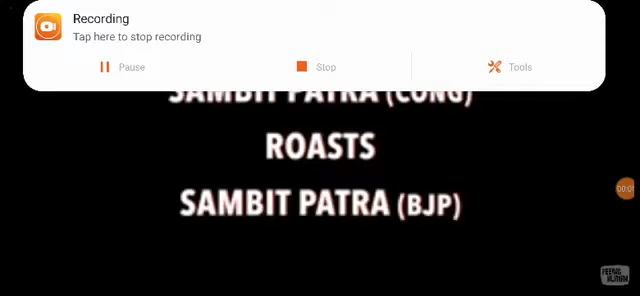 Recording
Tap here to stop recording
Pause
Stop
Tools
SAMBIT PATRA (CONG)
ROASTS
SAMBIT PATRA (BJP)